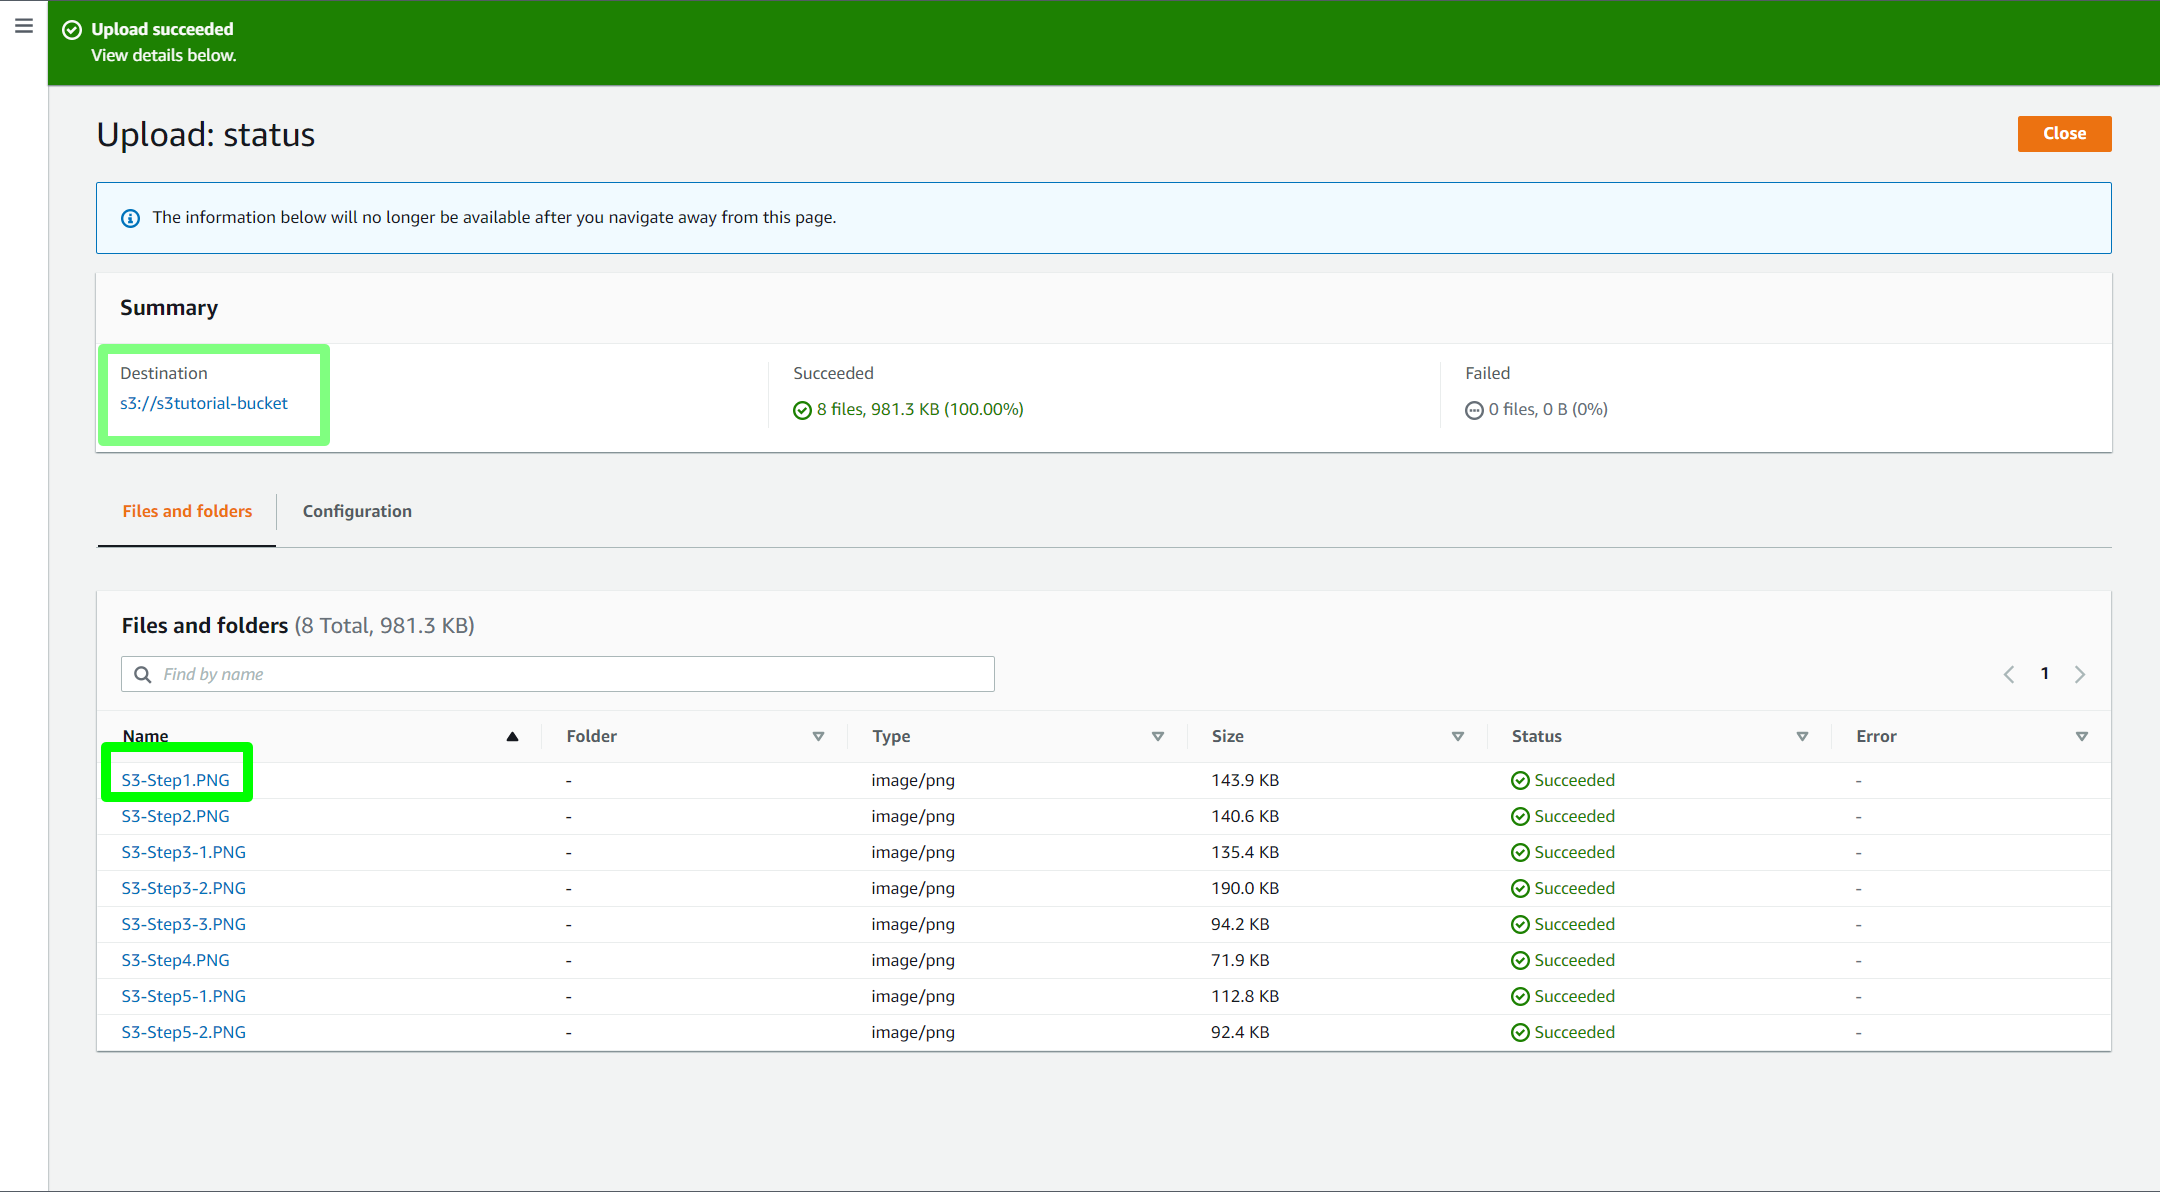 Upload succeeded
View details below.
Upload: status
Close
The information below will no longer be available after you navigate away from this page.
Summary
Destination
s3://s3tutorial-bucket
Succeeded
8 files, 981.3 KB (100.00%)
Failed
0 files, 0 B (0%)
Files and folders
Configuration
Files and folders (8 Total, 981.3 KB)
Find by name
1
Name Folder Type Size Status Error
S3-Step1.PNG - image/png 143.9 KB Succeeded -
S3-Step2.PNG - image/png 140.6 KB Succeeded -
S3-Step3-1.PNG - image/png 135.4 KB Succeeded -
S3-Step3-2.PNG - image/png 190.0 KB Succeeded -
S3-Step3-3.PNG - image/png 94.2 KB Succeeded -
S3-Step4.PNG - image/png 71.9 KB Succeeded -
S3-Step5-1.PNG - image/png 112.8 KB Succeeded -
S3-Step5-2.PNG - image/png 92.4 KB Succeeded -